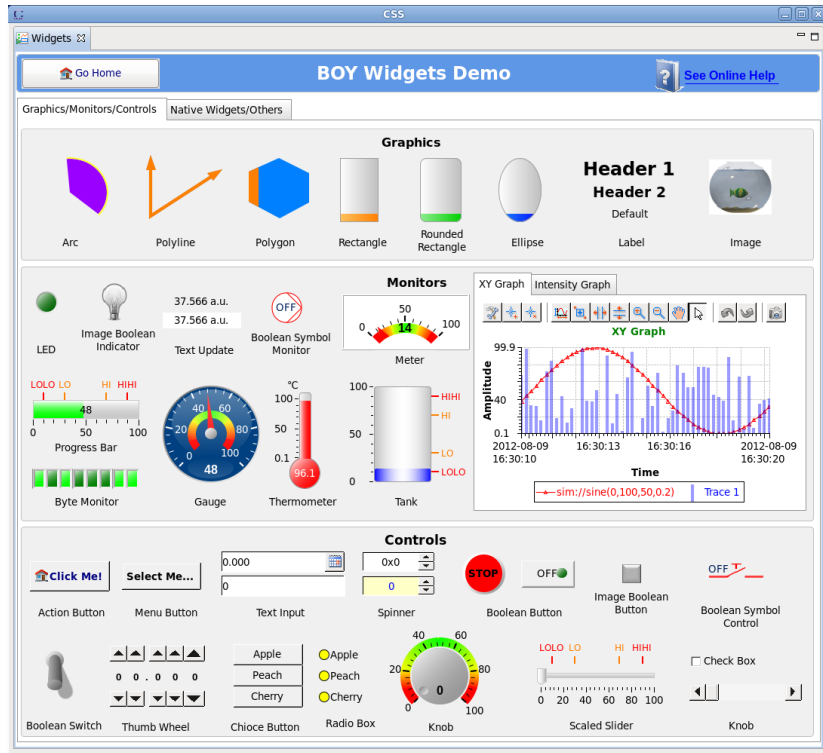 CSS
Widgets
Go Home
BOY Widgets Demo
See Online Help
Graphics/Monitors/Controls
Native Widgets/Others
Graphics
Header 1
Header 2
Default
Arc
Polyline
Polygon
Rectangle
Rounded
Rectangle
Ellipse
Label
Image
Monitors
37.566 a.u.
37.566 a.u.
OFF
0
50
100
14
LED
Image Boolean
Indicator
Text Update
Boolean Symbol
Monitor
Meter
LOLO LO HI HIHI
48
0 50 100
Progress Bar
Byte Monitor
0 20 40 60 80 100
48
Gauge
°C
100
50
0.1
96.1
Thermometer
100
50
0
HIHI
HI
LO
LOLO
Tank
XY Graph
Intensity Graph
XY Graph
Amplitude
99.9
40
0.1
2012-08-09
16:30:10
16:30:13
16:30:16
2012-08-09
16:30:20
Time
sim://sine(0,100,50,0.2)
Trace 1
Controls
Click Me!
Select Me...
0.000
0
0x0
0
STOP
OFF
OFF
Action Button
Menu Button
Text Input
Spinner
Boolean Button
Image Boolean
Button
Boolean Symbol
Control
0 0 . 0 0 0
Boolean Switch
Thumb Wheel
Apple
Peach
Cherry
Chioce Button
Apple
Peach
Cherry
Radio Box
0 20 40 60 80 100
0
Knob
LOLO LO HI HIHI
0 20 40 60 80 100
Scaled Slider
Check Box
Knob